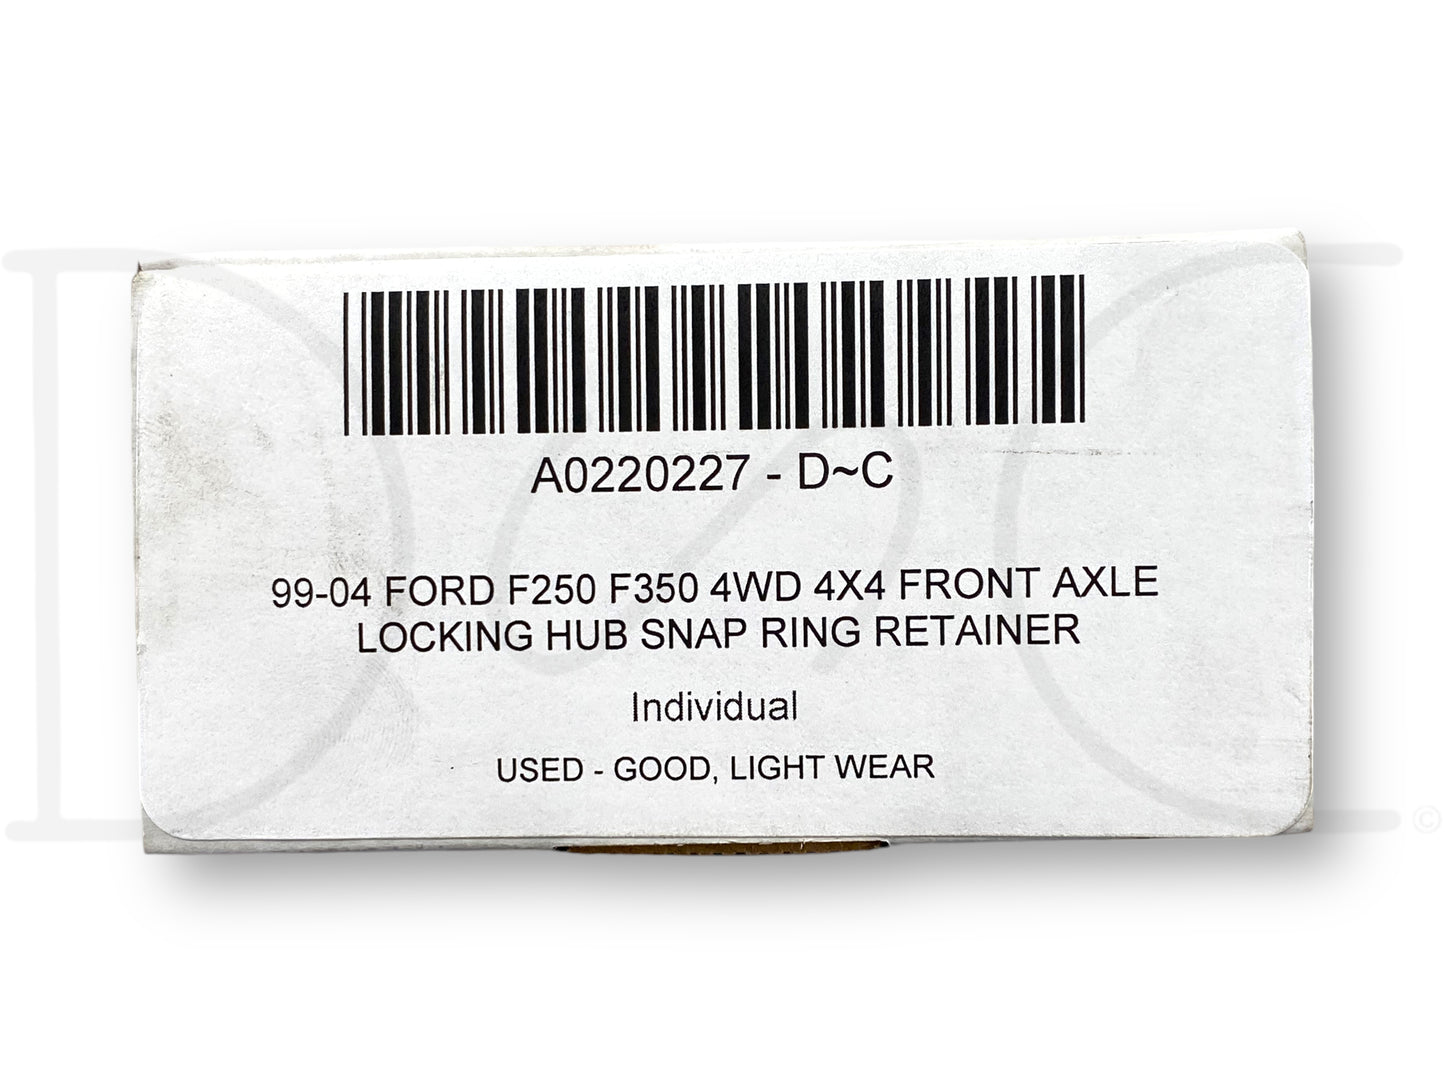 A0220227 - D~C
99-04 FORD F250 F350 4WD 4X4 FRONT AXLE
LOCKING HUB SNAP RING RETAINER
Individual
USED - GOOD, LIGHT WEAR
©